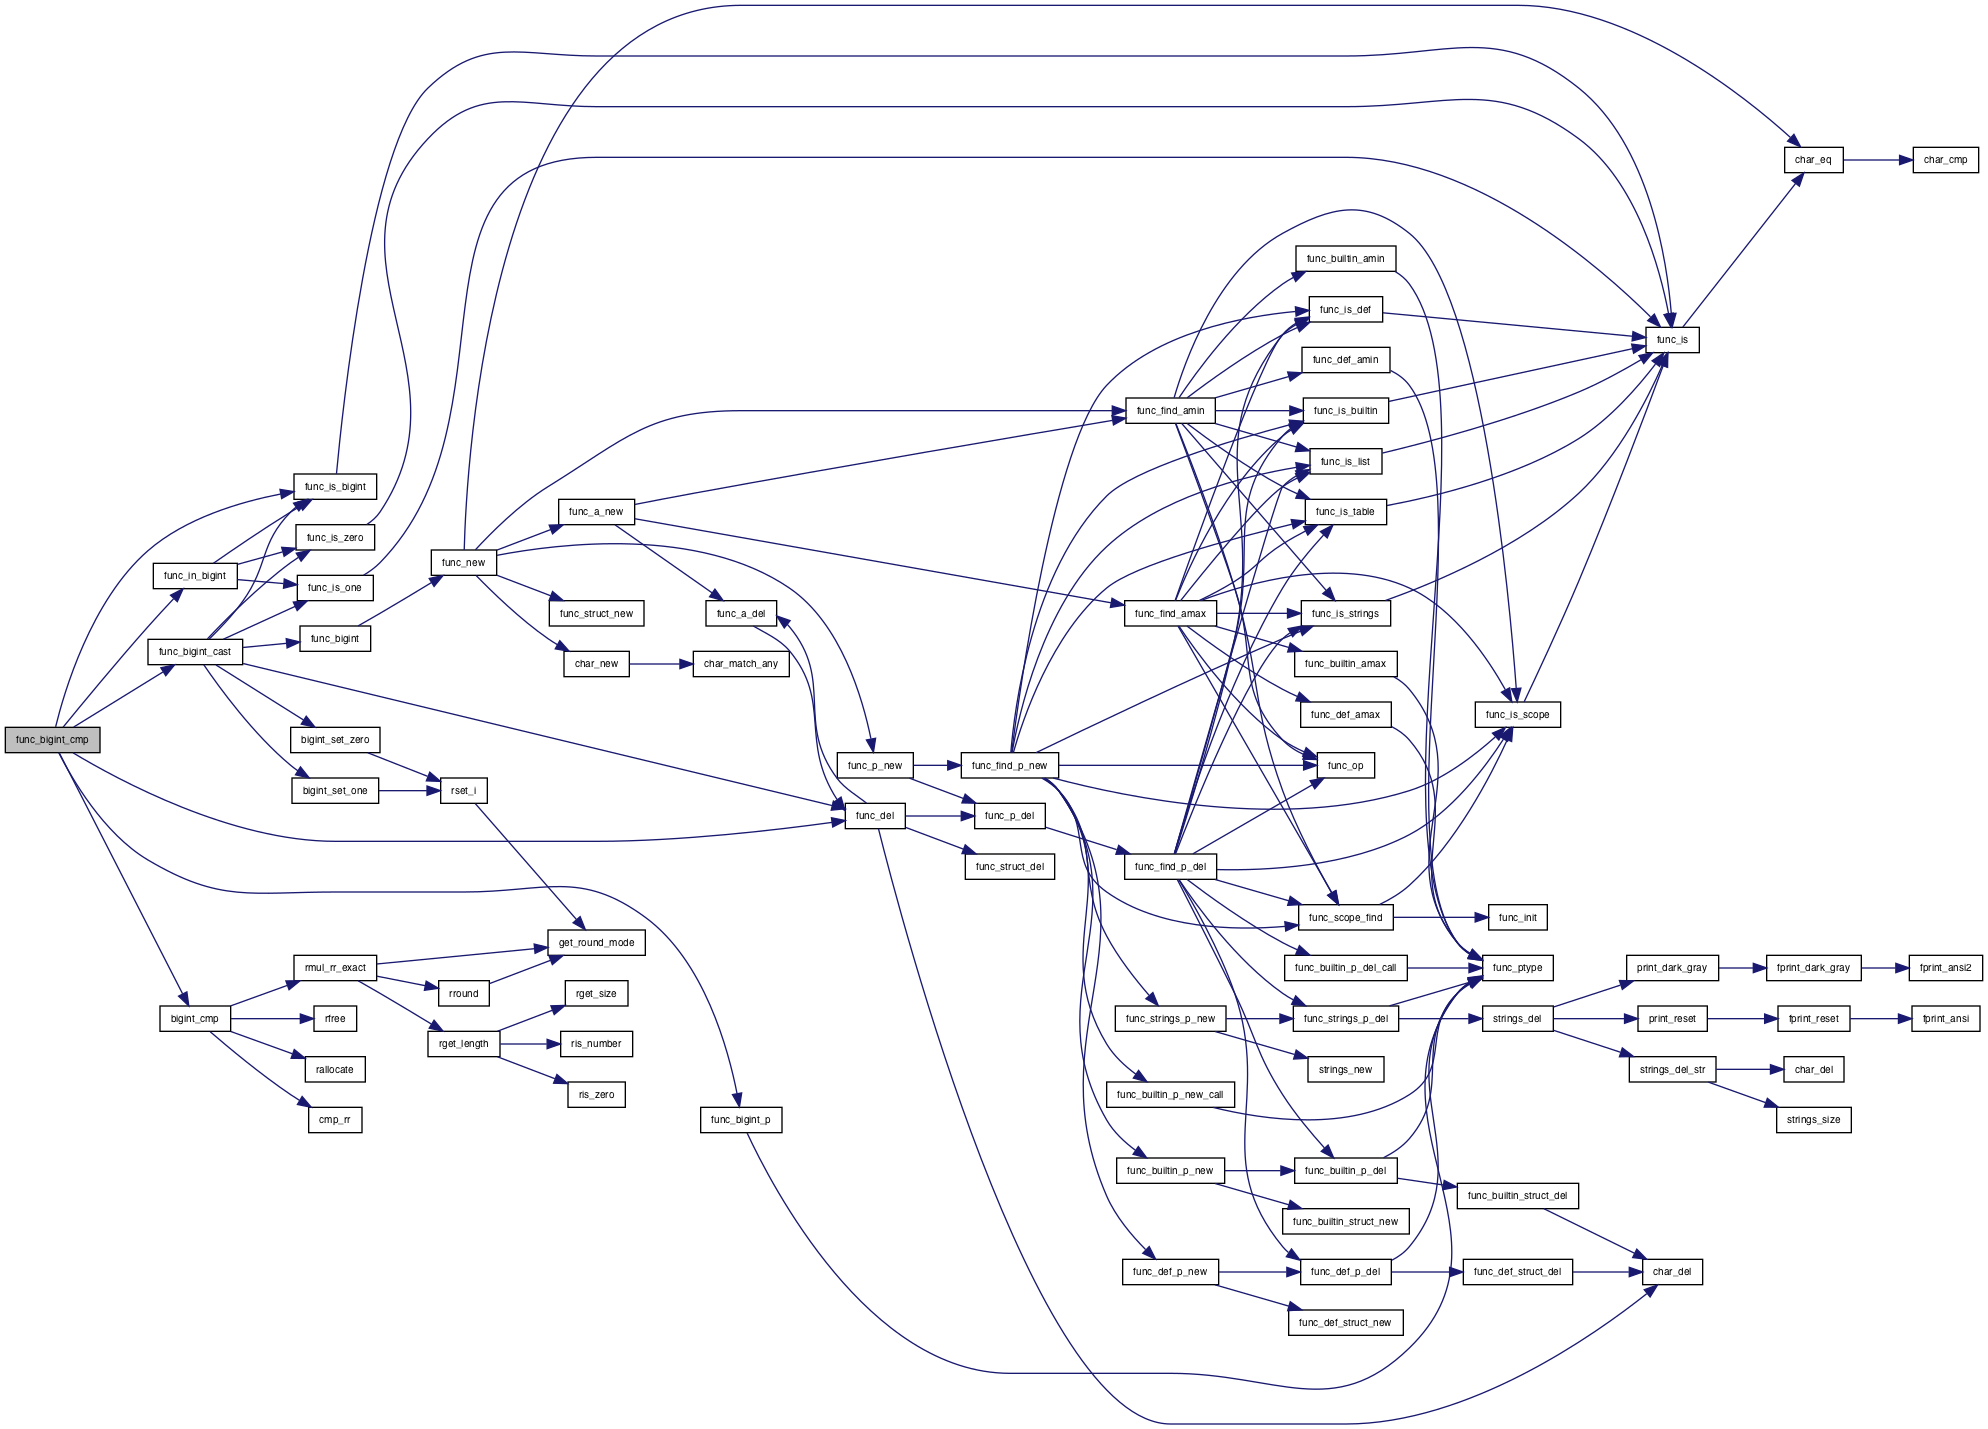 func_bigint_cmp
func_is_bigint
func_in_bigint
func_is_zero
func_is_one
func_bigint_cast
func_bigint
bigint_set_zero
bigint_set_one
bigint_cmp
rmul_rr_exact
rfree
rallocate
cmp_rr
func_new
rset_i
rround
rget_length
func_a_new
func_struct_new
char_new
get_round_mode
rget_size
ris_number
ris_zero
func_a_del
char_match_any
func_bigint_p
func_p_new
func_del
func_find_p_new
func_p_del
func_struct_del
func_find_amin
func_find_amax
func_find_p_del
func_strings_p_new
func_builtin_p_new_call
func_builtin_p_new
func_def_p_new
func_builtin_amin
func_is_def
func_def_amin
func_is_builtin
func_is_list
func_is_table
func_is_strings
func_builtin_amax
func_def_amax
func_op
func_scope_find
func_builtin_p_del_call
func_strings_p_del
strings_new
func_builtin_p_del
func_builtin_struct_new
func_def_p_del
func_def_struct_new
func_is_scope
func_init
func_ptype
strings_del
func_builtin_struct_del
func_def_struct_del
func_is
print_dark_gray
print_reset
strings_del_str
char_del
char_eq
fprint_dark_gray
fprint_reset
char_del
strings_size
char_cmp
fprint_ansi2
fprint_ansi